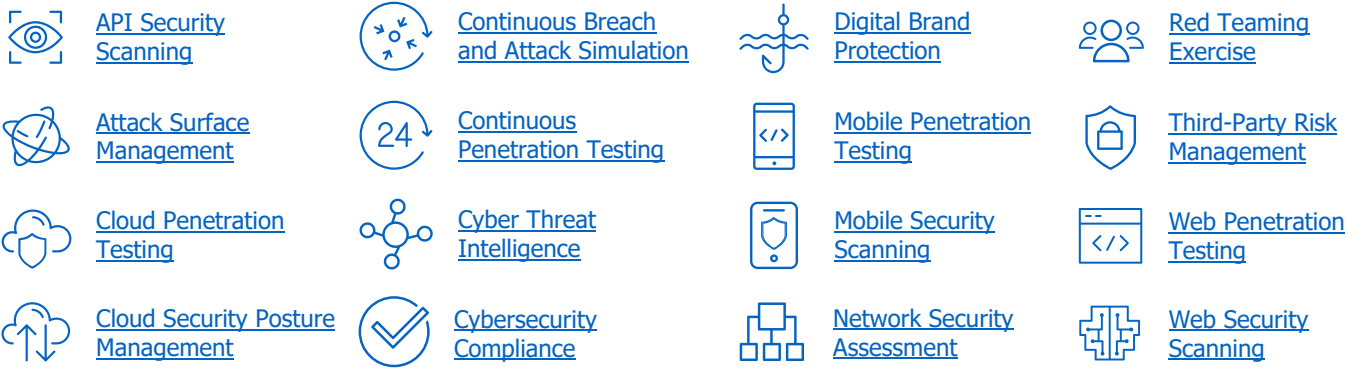 API Security
Scanning
Attack Surface
Management
Cloud Penetration
Testing
Cloud Security Posture
Management
Continuous Breach
and Attack Simulation
24
Continuous
Penetration Testing
Cyber Threat
Intelligence
Cybersecurity
Compliance
Digital Brand
Protection
</>
Mobile Penetration
Testing
Mobile Security
Scanning
Network Security
Assessment
Red Teaming
Exercise
Third-Party Risk
Management
</>
Web Penetration
Testing
Web Security
Scanning